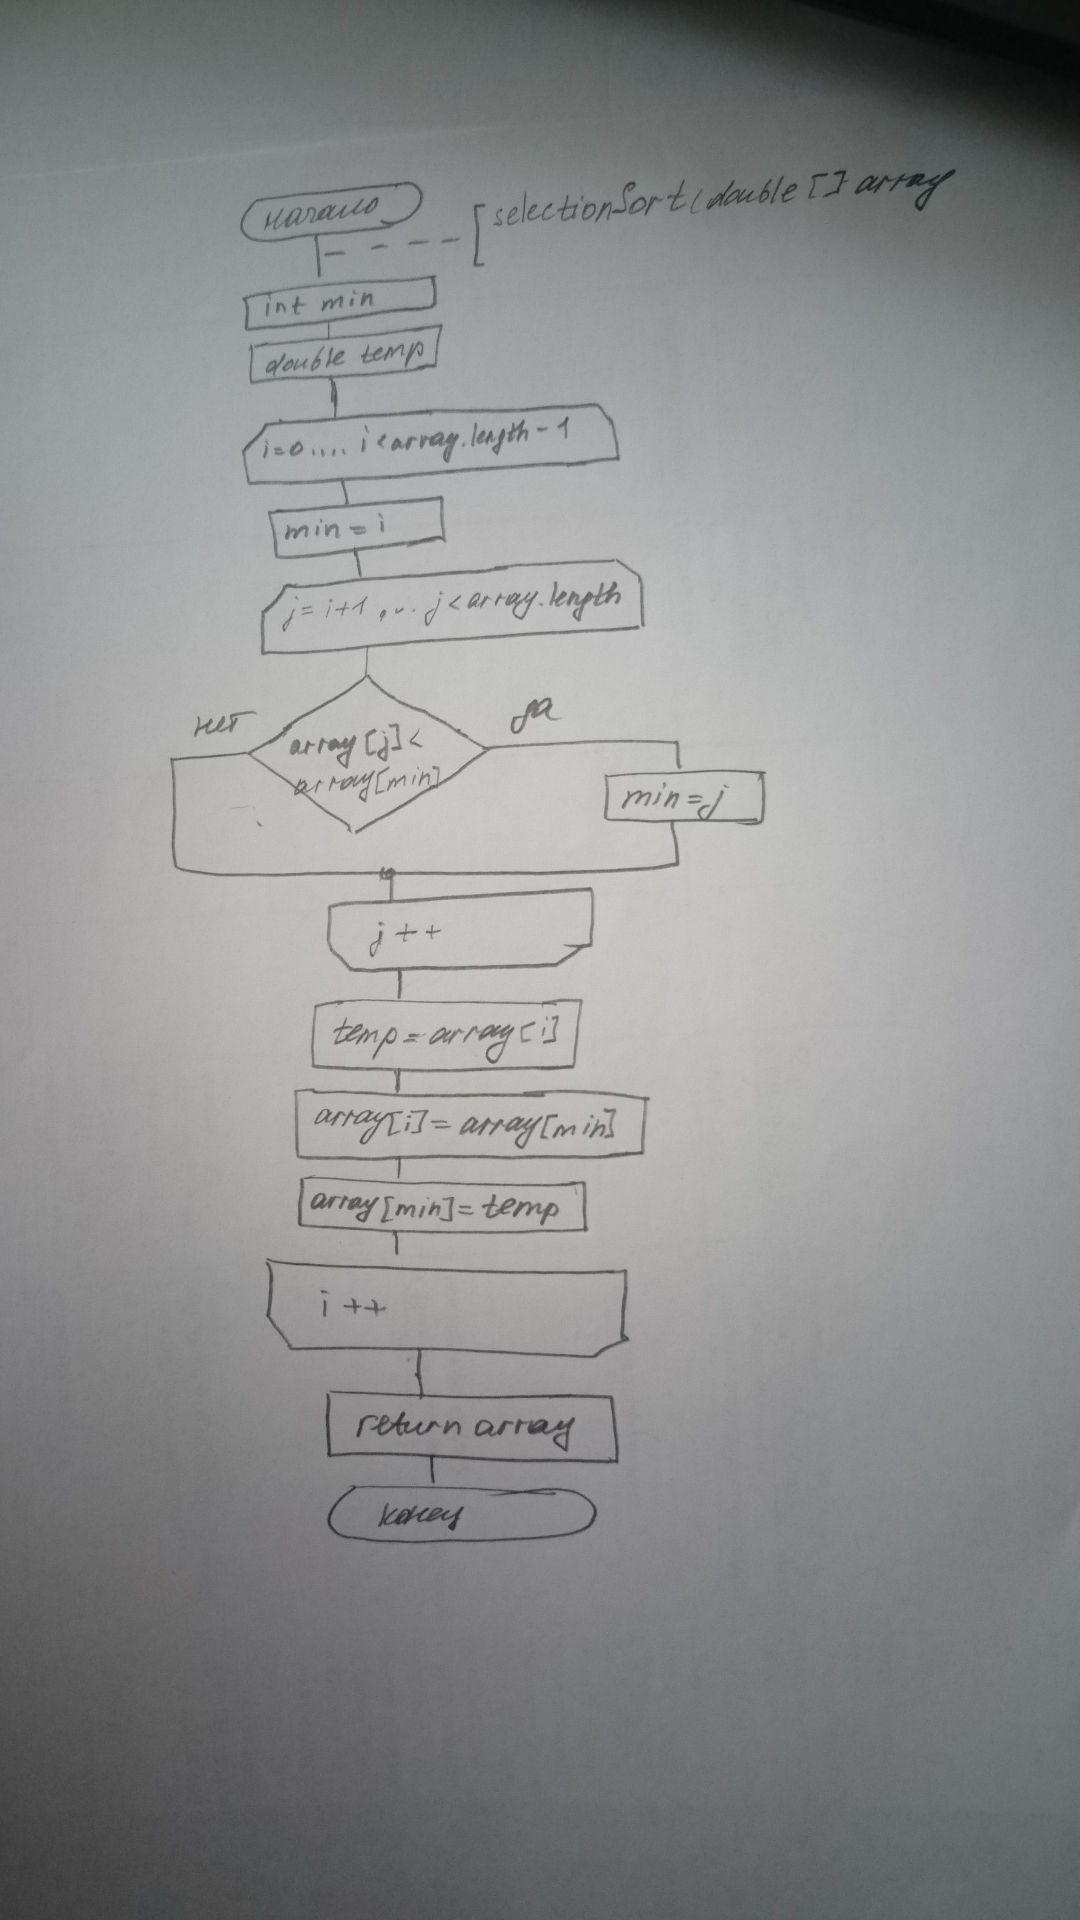 начало
selectionSort(double[] array
int min
double temp
i=0.... i<array.length-1
min=i
j=i+1,... j<array.length
нет
да
array[j]<
array[min]
min=j
j++
temp=array[i]
array[i]=array[min]
array[min]=temp
i++
return array
конец